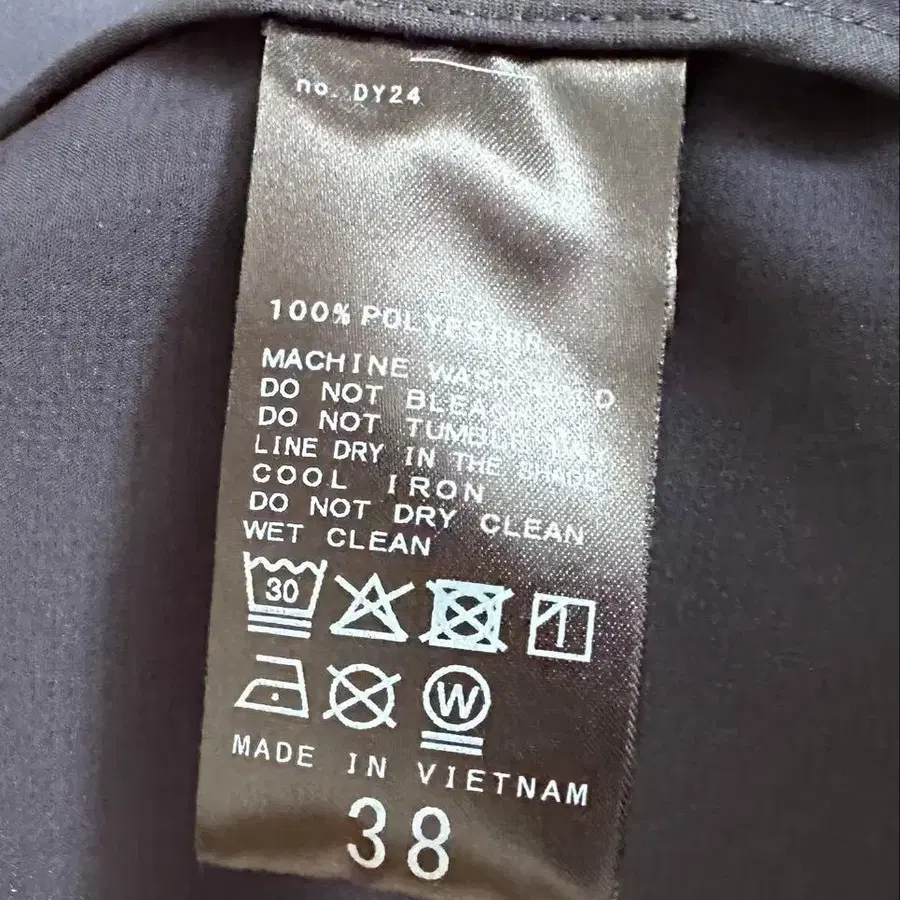 no. DY24
100% POLYESTER
MACHINE WASH COLD
DO NOT BLEACH
DO NOT TUMBLE DRY
LINE DRY IN THE SHADE
COOL IRON
DO NOT DRY CLEAN
WET CLEAN
30
W
MADE IN VIETNAM
38